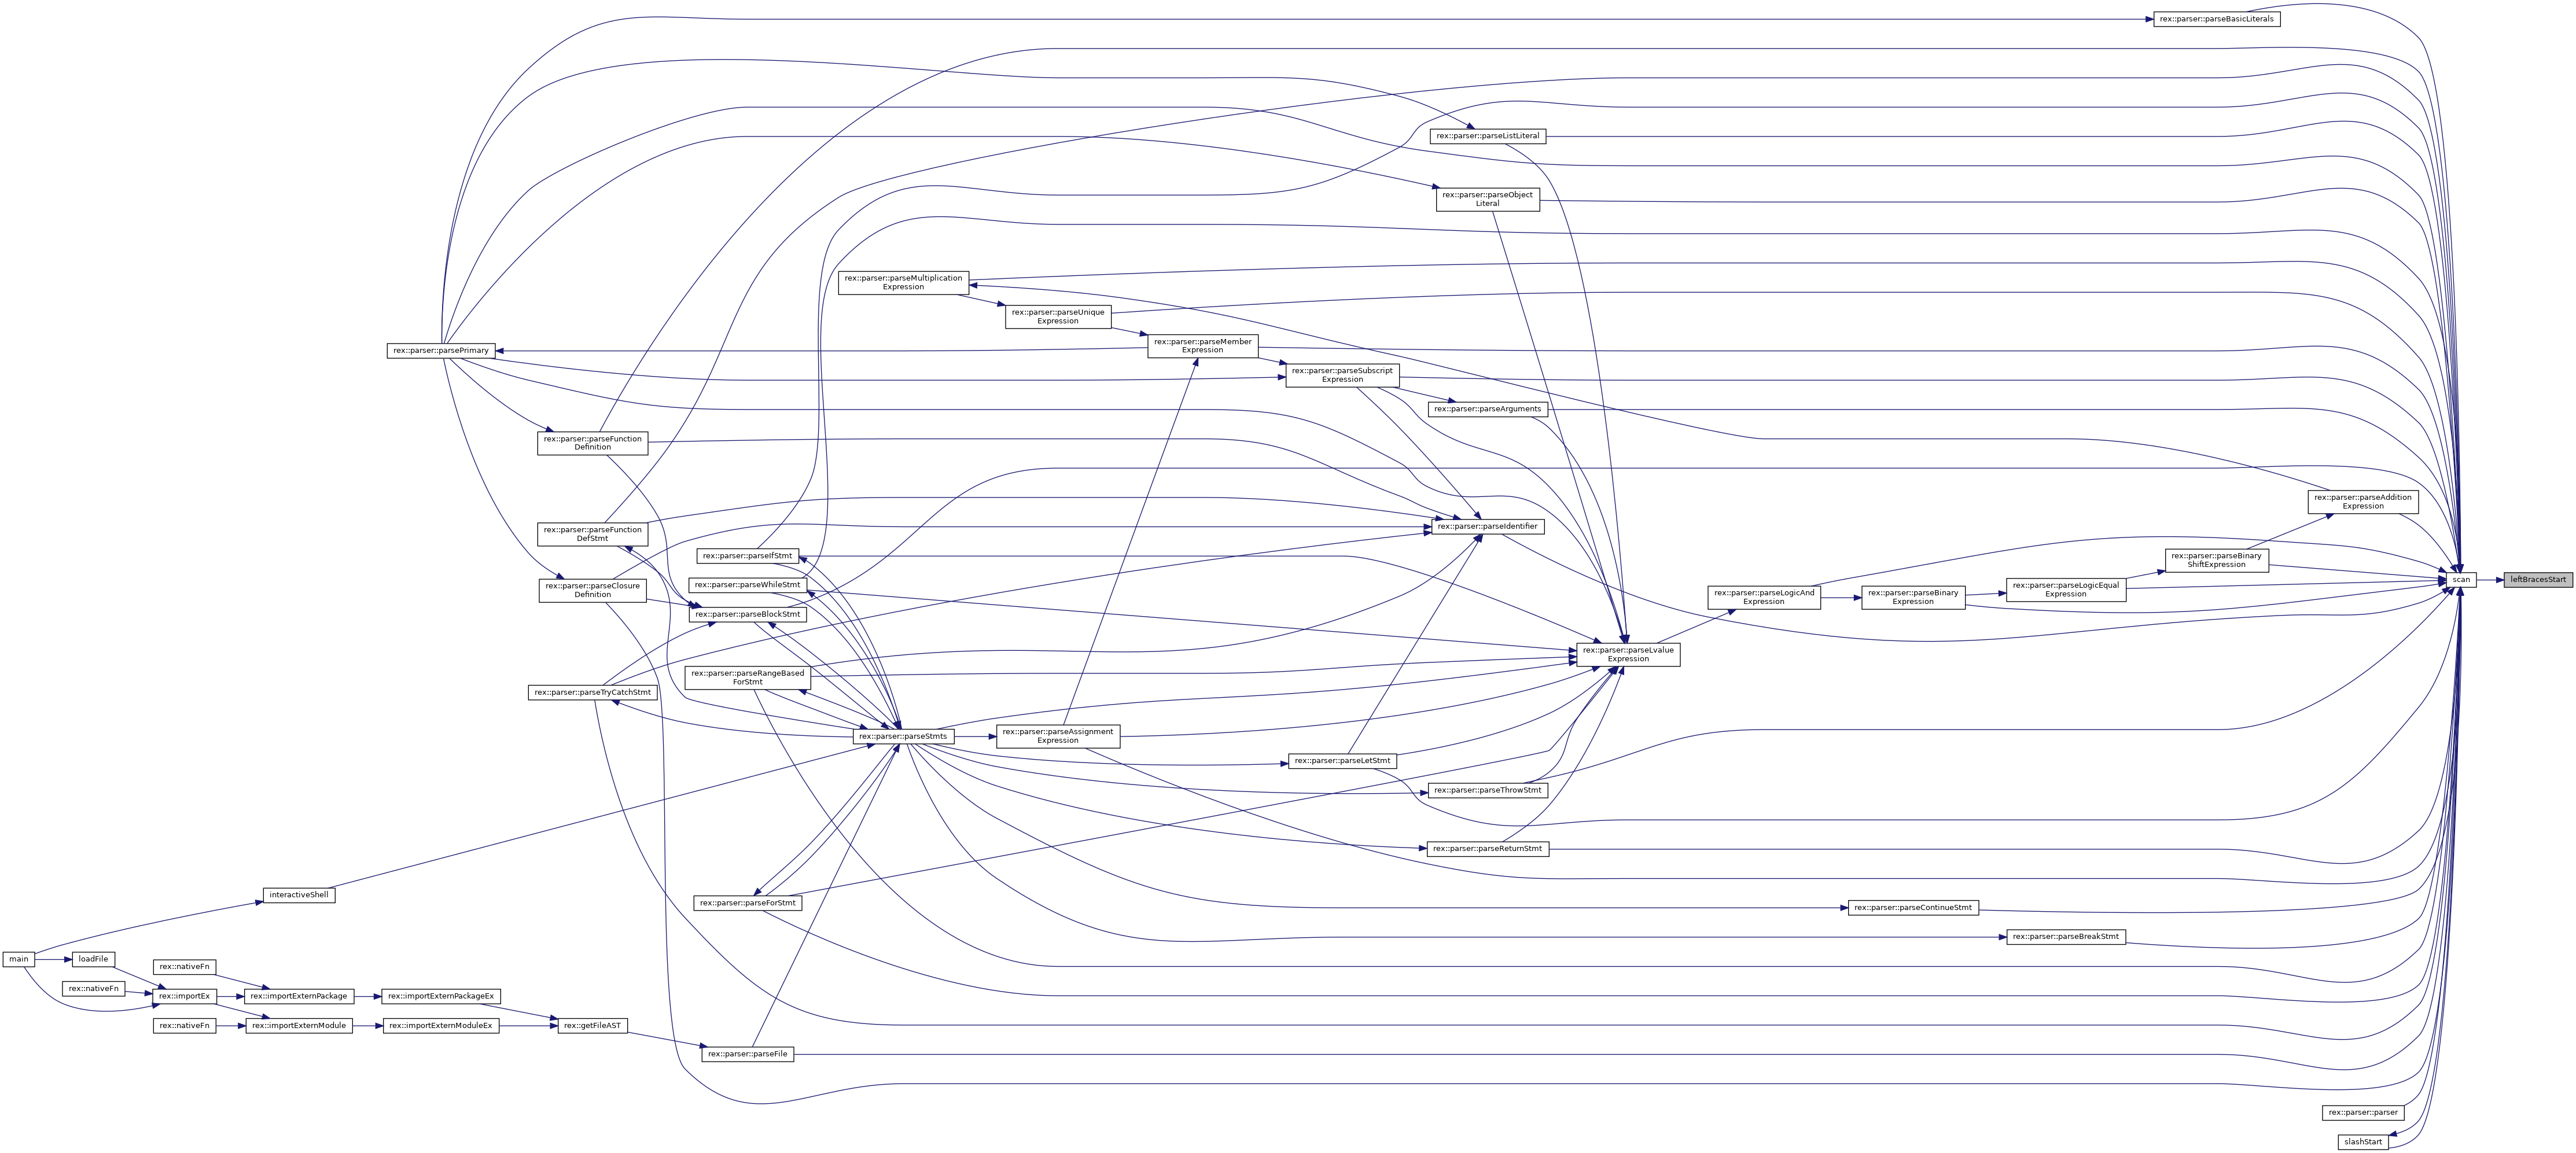 rex::parser::parseBasicLiterals
rex::parser::parseListLiteral
rex::parser::parseObject
Literal
rex::parser::parseMultiplication
Expression
rex::parser::parseUnique
Expression
rex::parser::parseMember
Expression
rex::parser::parsePrimary
rex::parser::parseSubscript
Expression
rex::parser::parseArguments
rex::parser::parseFunction
Definition
rex::parser::parseAddition
Expression
rex::parser::parseFunction
DefStmt
rex::parser::parseIdentifier
rex::parser::parseIfStmt
rex::parser::parseBinary
ShiftExpression
scan
leftBracesStart
rex::parser::parseWhileStmt
rex::parser::parseClosure
Definition
rex::parser::parseLogicEqual
Expression
rex::parser::parseLogicAnd
Expression
rex::parser::parseBinary
Expression
rex::parser::parseBlockStmt
rex::parser::parseLvalue
Expression
rex::parser::parseRangeBased
ForStmt
rex::parser::parseTryCatchStmt
rex::parser::parseStmts
rex::parser::parseAssignment
Expression
rex::parser::parseLetStmt
rex::parser::parseThrowStmt
rex::parser::parseReturnStmt
interactiveShell
rex::parser::parseForStmt
rex::parser::parseContinueStmt
rex::parser::parseBreakStmt
main
loadFile
rex::nativeFn
rex::nativeFn
rex::importEx
rex::importExternPackage
rex::importExternPackageEx
rex::nativeFn
rex::importExternModule
rex::importExternModuleEx
rex::getFileAST
rex::parser::parseFile
rex::parser::parser
slashStart